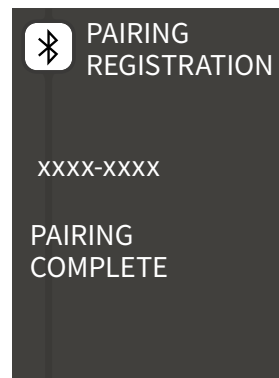 PAIRING
REGISTRATION
xxxx-xxxx
PAIRING
COMPLETE